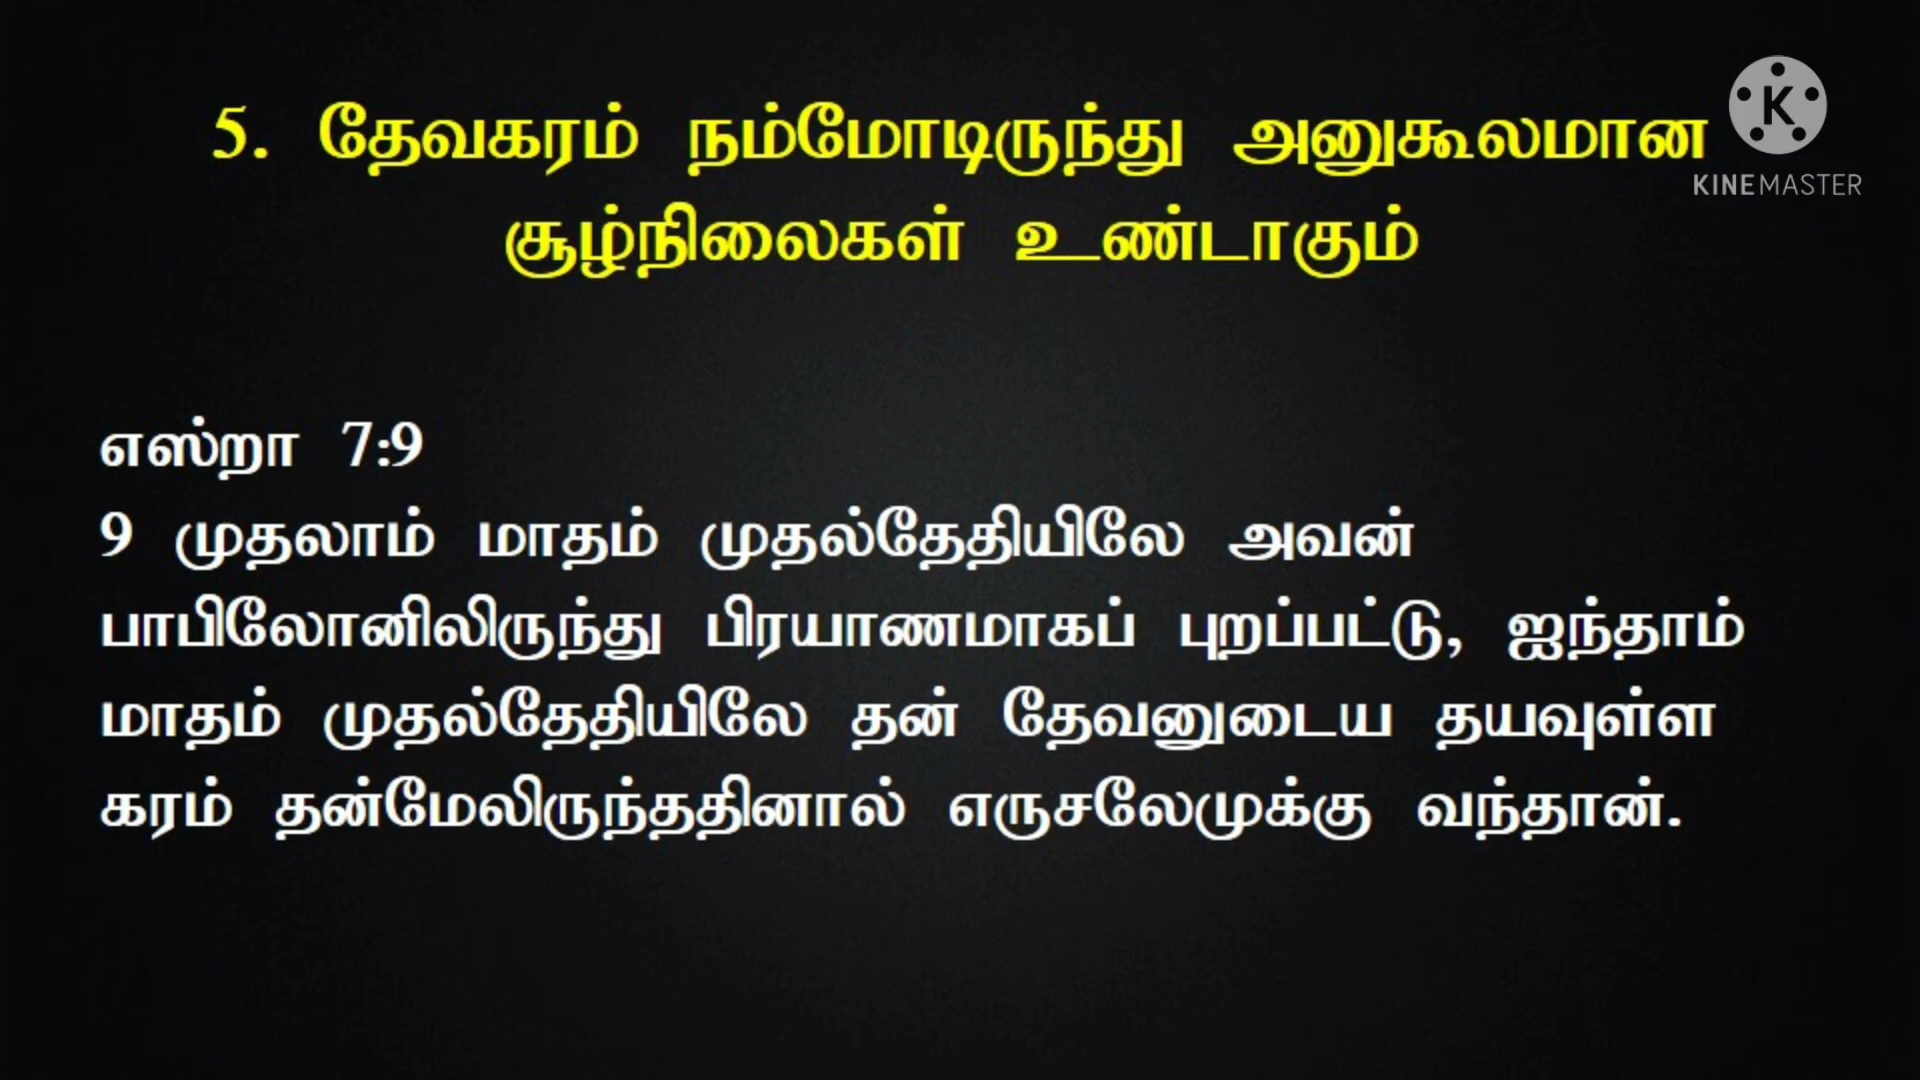 5. தேவகரம் நம்மோடிருந்து அனுகூலமான
சூழ்நிலைகள் உண்டாகும்
K
KINEMASTER
எஸ்றா 7:9
9 முதலாம் மாதம் முதல்தேதியிலே அவன்
பாபிலோனிலிருந்து பிரயாணமாகப் புறப்பட்டு, ஐந்தாம்
மாதம் முதல்தேதியிலே தன் தேவனுடைய தயவுள்ள
கரம் தன்மேலிருந்ததினால் எருசலேமுக்கு வந்தான்.